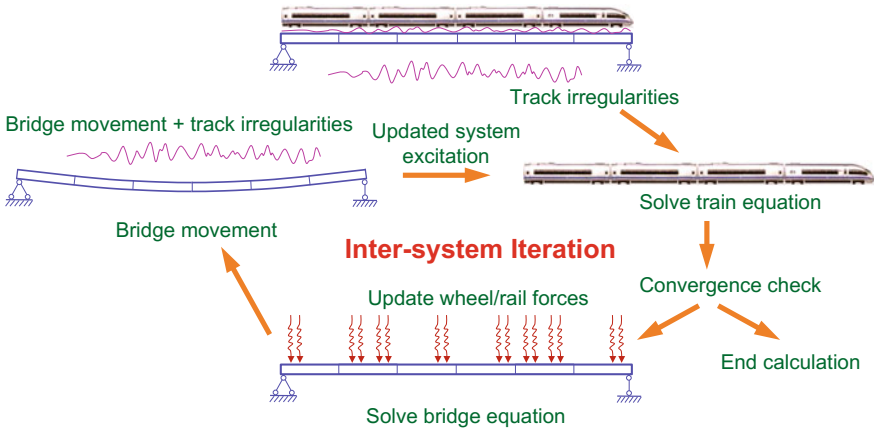 Track irregularities
Bridge movement + track irregularities
Updated system
excitation
Solve train equation
Bridge movement
Inter-system Iteration
Convergence check
Update wheel/rail forces
End calculation
Solve bridge equation